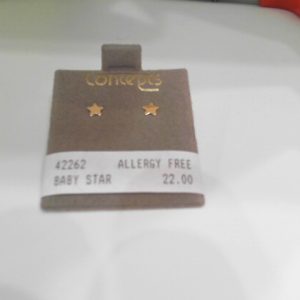 Concepts
42262 ALLERGY FREE
BABY STAR 22.00